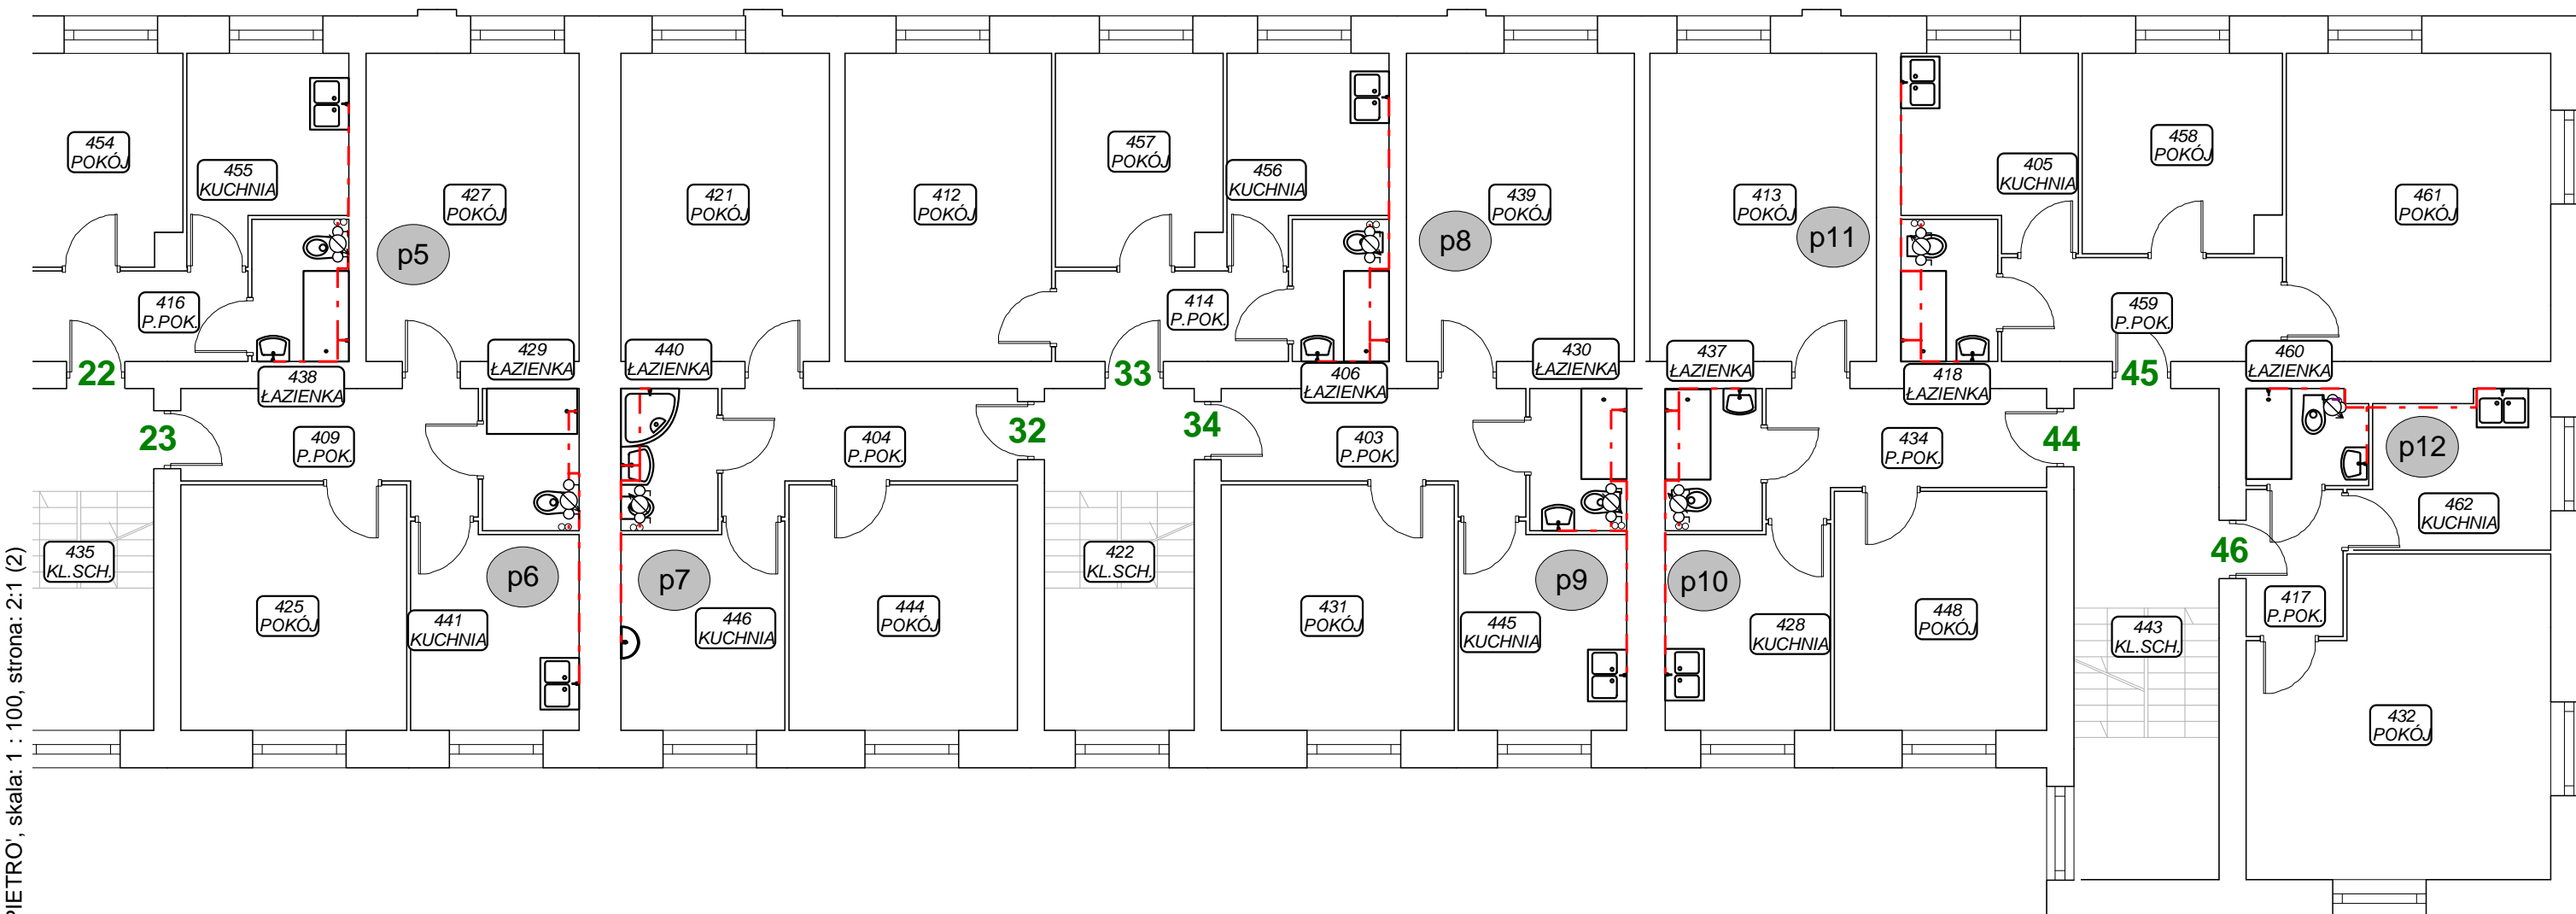 454
POKÓJ
455
KUCHNIA
427
POKÓJ
421
POKÓJ
412
POKÓJ
457
POKÓJ
456
KUCHNIA
439
POKÓJ
413
POKÓJ
405
KUCHNIA
458
POKÓJ
461
POKÓJ
p5
p8
p11
416
P.POK.
414
P.POK.
459
P.POK.
22
438
ŁAZIENKA
429
ŁAZIENKA
440
ŁAZIENKA
33
406
ŁAZIENKA
430
ŁAZIENKA
437
ŁAZIENKA
418
ŁAZIENKA
45
460
ŁAZIENKA
23
409
P.POK.
404
P.POK.
32
34
403
P.POK.
434
P.POK.
44
p12
462
KUCHNIA
435
KL.SCH.
p6
p7
422
KL.SCH.
p9
p10
46
425
POKÓJ
441
KUCHNIA
446
KUCHNIA
444
POKÓJ
431
POKÓJ
445
KUCHNIA
428
KUCHNIA
448
POKÓJ
443
KL.SCH.
417
P.POK.
432
POKÓJ
PIETRO', skala: 1 : 100, strona: 2:1 (2)